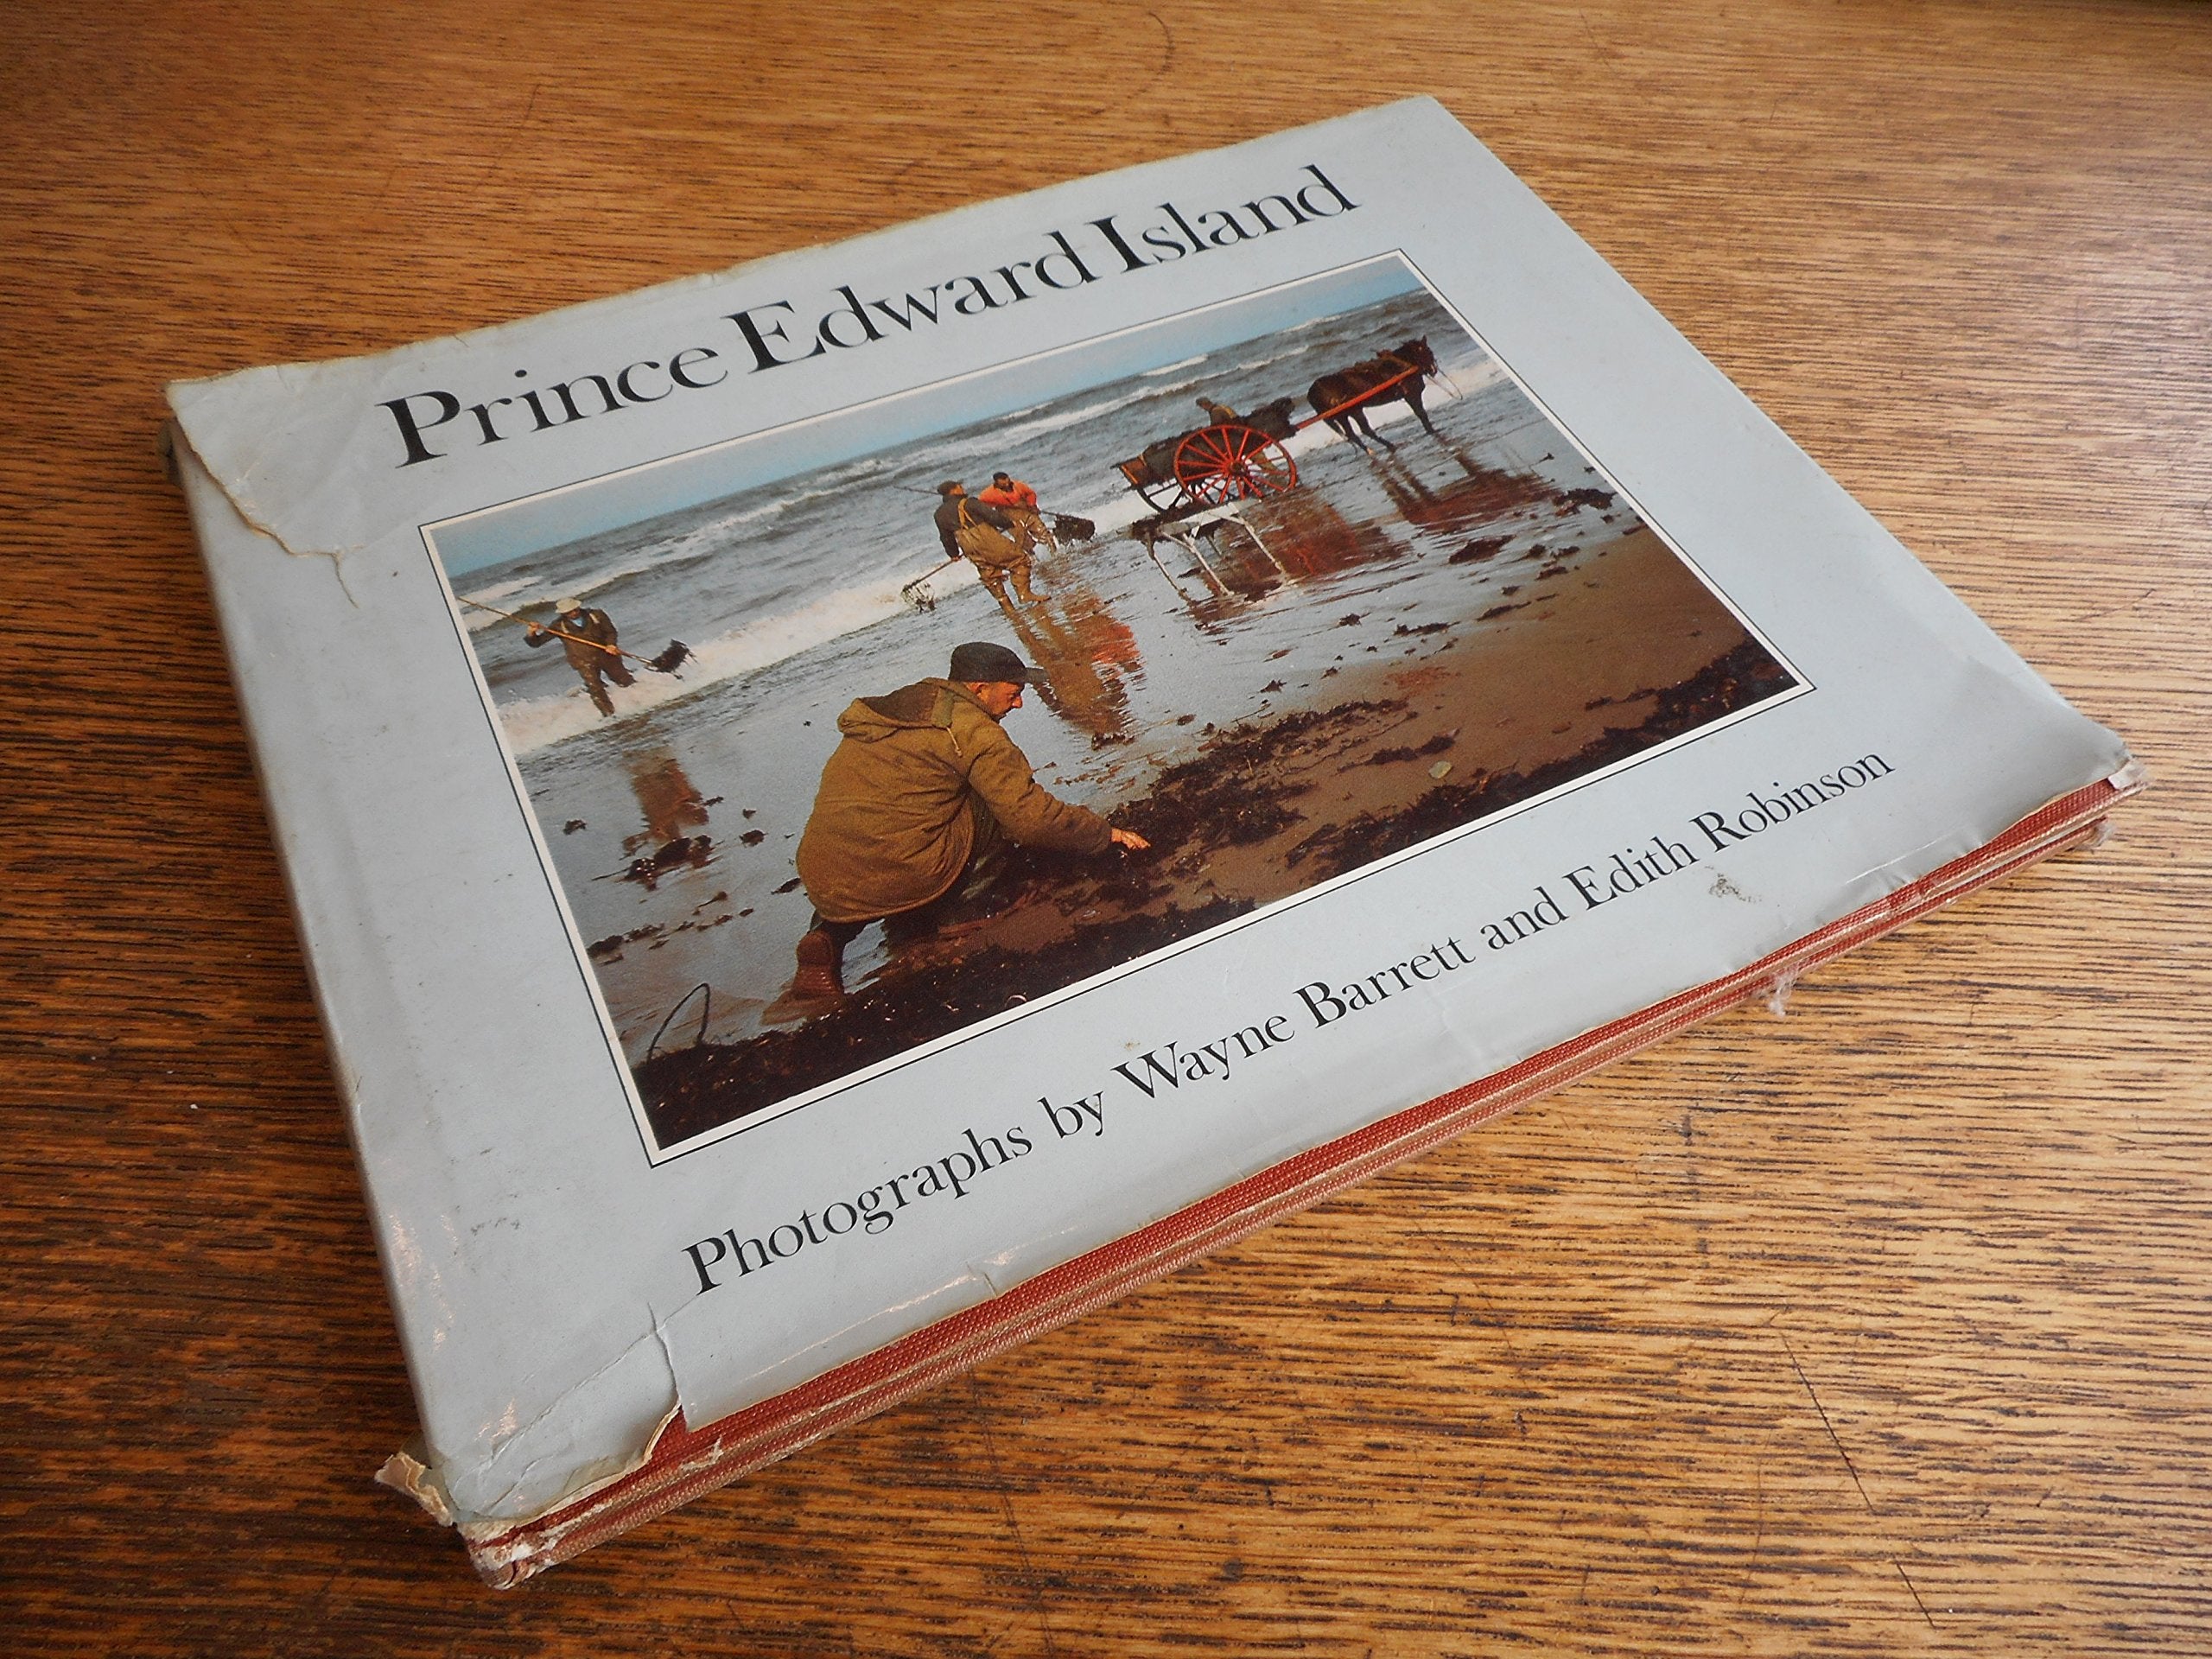 Prince Edward Island
Photographs by Wayne Barrett and Edith Robinson